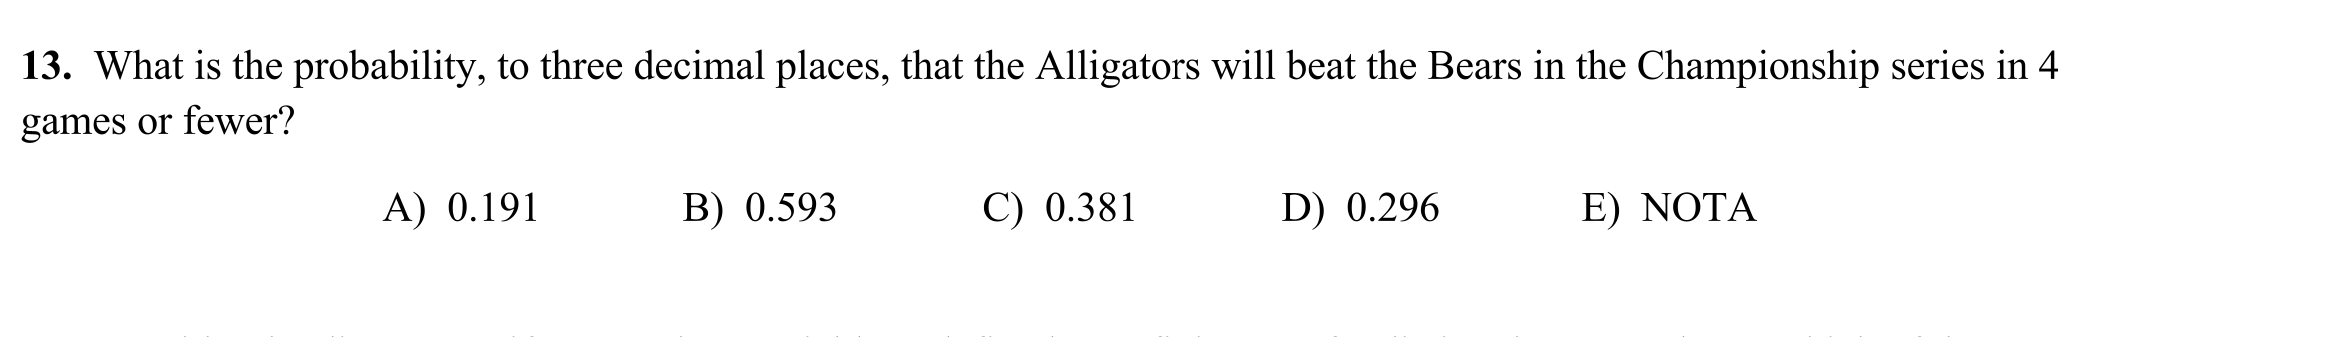 13. What is the probability, to three decimal places, that the Alligators will beat the Bears in the Championship series in 4
games or fewer?
A) 0.191 B) 0.593 C) 0.381 D) 0.296 E) NOTA